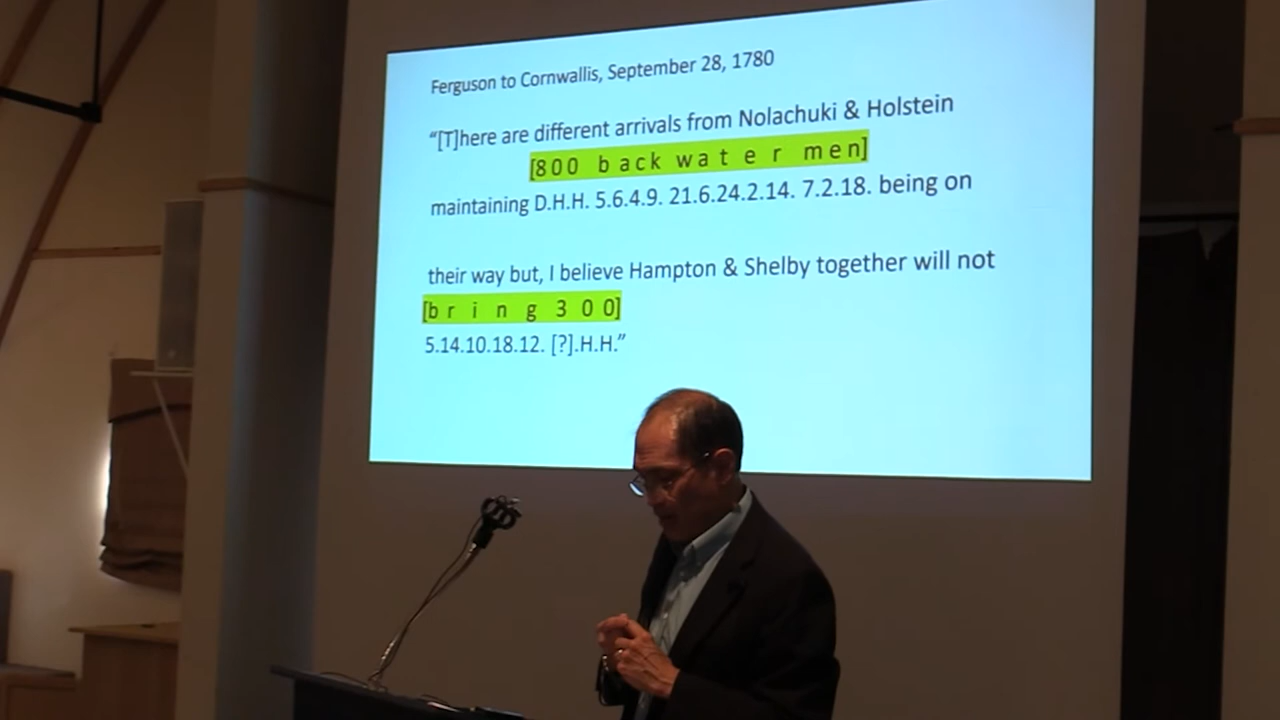 Ferguson to Cornwallis, September 28, 1780
“[T]here are different arrivals from Nolachuki & Holstein
[800 back water men]
maintaining D.H.H. 5.6.4.9. 21.6.24.2.14. 7.2.18. being on
their way but, I believe Hampton & Shelby together will not
[b r i n g 3 0 0]
5.14.10.18.12. [?].H.H.”